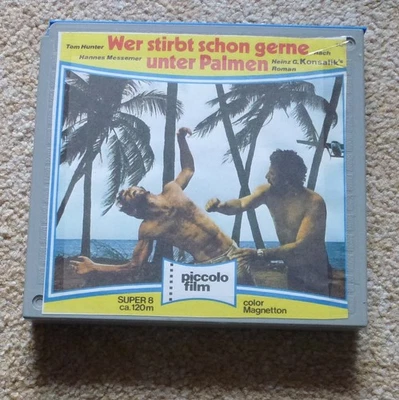 Wer stirbt schon gerne
unter Palmen
Tom Hunter
Hannes Messemer
nach
Heinz G. Konsalik's
Roman
piccolo
film
SUPER 8
ca. 120m
color
Magnetton